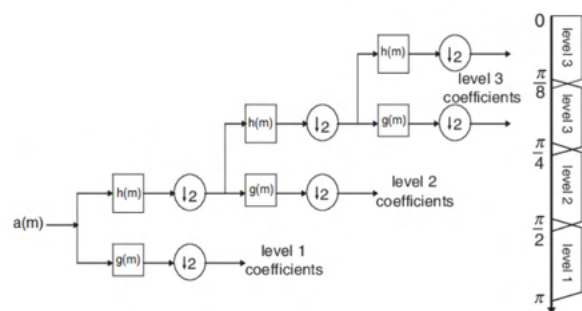 h(m) ↓2
level 3
coefficients
h(m) ↓2 g(m) ↓2
h(m) ↓2 g(m) ↓2
level 2
coefficients
a(m)
g(m) ↓2
level 1
coefficients
0
π/8
π/4
π/2
π
level 3
level 3
level 2
level 1